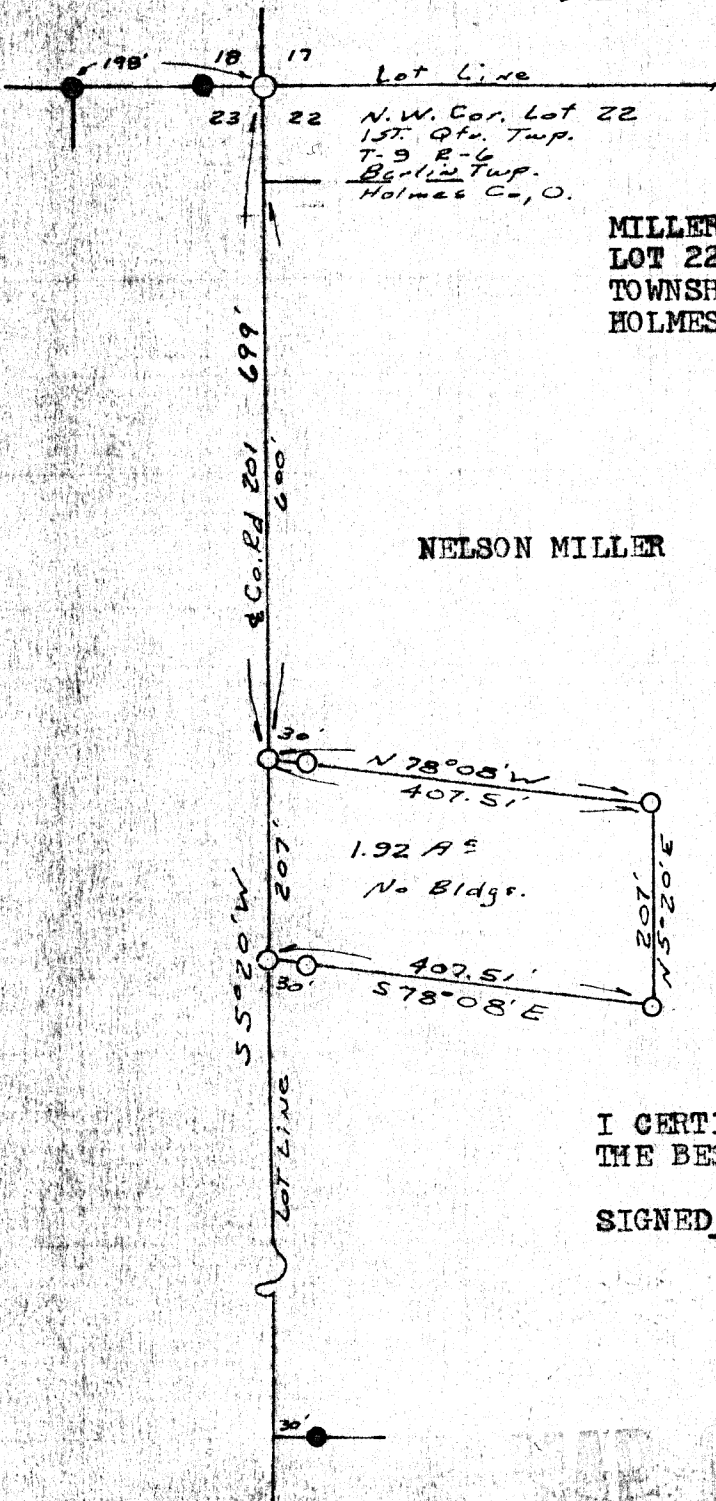 198'
18 17
Lot Line
23 22
N.W. Cor. Lot 22
1ST. Qtr. Twp.
T-9 R-6
Berlin Twp.
Holmes Co., O.
MILLER
LOT 22
TOWNSH
HOLMES
℄ Co. Rd 201 699'
600'
NELSON MILLER
30'
N 78°08' W
407.51'
1.92 As
No Bldgs.
207'
207'
N 5°20' E
S 5°20' W
30'
407.51'
S 78°08' E
LOT LINE
I CERTI
THE BES
SIGNED
30'